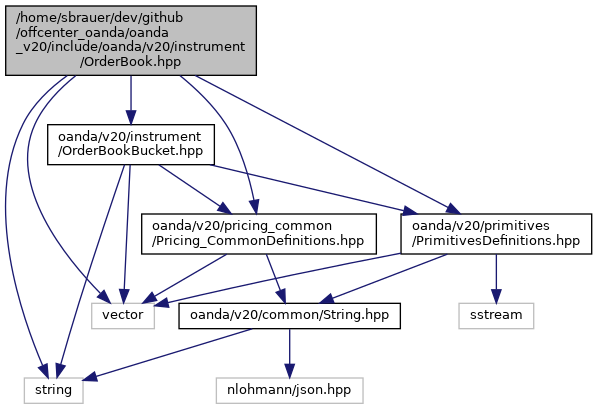 /home/sbrauer/dev/github
/offcenter_oanda/oanda
_v20/include/oanda/v20/instrument
/OrderBook.hpp
oanda/v20/instrument
/OrderBookBucket.hpp
oanda/v20/pricing_common
/Pricing_CommonDefinitions.hpp
oanda/v20/primitives
/PrimitivesDefinitions.hpp
vector
oanda/v20/common/String.hpp
sstream
string
nlohmann/json.hpp